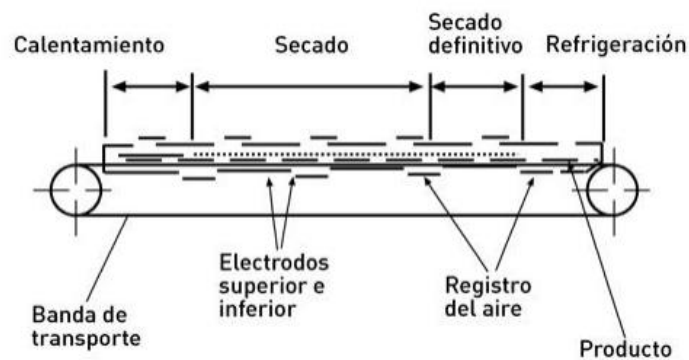 Calentamiento
Secado
Secado
definitivo
Refrigeración
Electrodos
superior e
inferior
Registro
del aire
Banda de
transporte
Producto